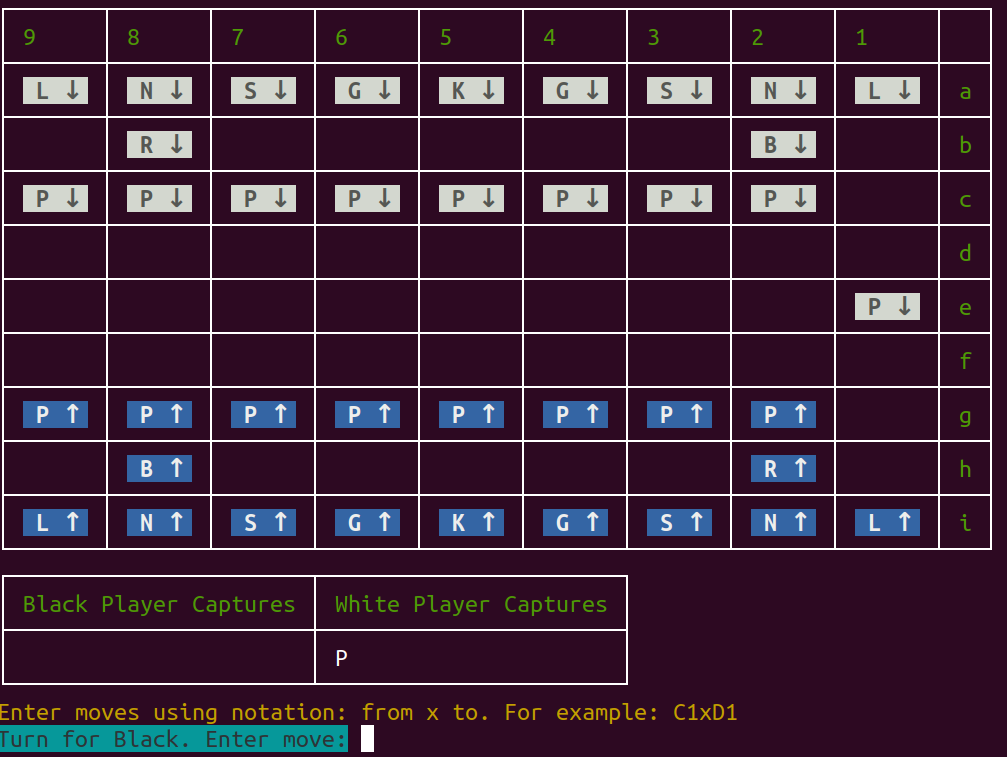 9 8 7 6 5 4 3 2 1
L ↓ N ↓ S ↓ G ↓ K ↓ G ↓ S ↓ N ↓ L ↓ a
R ↓ B ↓ b
P ↓ P ↓ P ↓ P ↓ P ↓ P ↓ P ↓ P ↓ c
d
P ↓ e
f
P ↑ P ↑ P ↑ P ↑ P ↑ P ↑ P ↑ P ↑ g
B ↑ R ↑ h
L ↑ N ↑ S ↑ G ↑ K ↑ G ↑ S ↑ N ↑ L ↑ i
Black Player Captures White Player Captures
P
Enter moves using notation: from x to. For example: C1xD1
Turn for Black. Enter move: